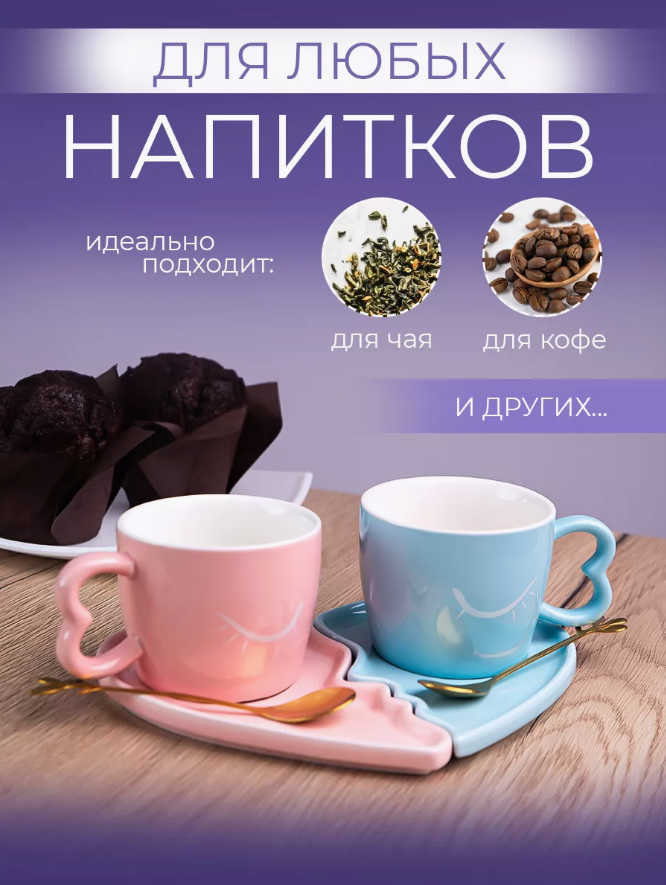 ДЛЯ ЛЮБЫХ
НАПИТКОВ
идеально
подходит:
для чая
для кофе
И ДРУГИХ...